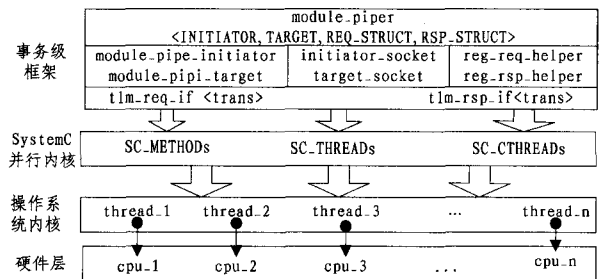 module_piper
<INITIATOR, TARGET, REQ_STRUCT, RSP_STRUCT>
事务级
框架
module_pipe_initiator
initiator_socket
reg_req_helper
module_pipi_target
target_socket
reg_rsp_helper
tlm_req_if <trans>
tlm_rsp_if<trans>
SystemC
并行内核
SC_METHODs
SC_THREADs
SC_CTHREADs
操作系
统内核
thread_1
thread_2
thread_3
...
thread_n
硬件层
cpu_1
cpu_2
cpu_3
...
cpu_n